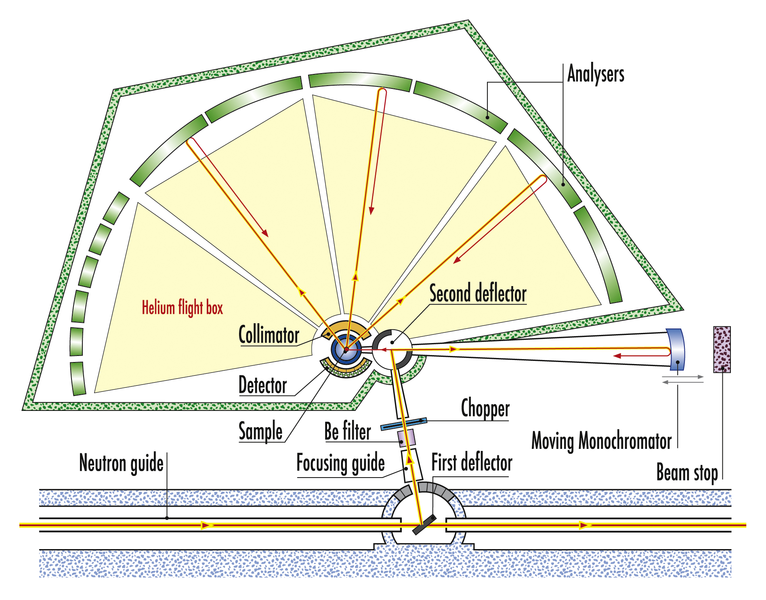 Analysers
Second deflector
Helium flight box
Collimator
Detector
Sample
Chopper
Be filter
Moving Monochromator
Neutron guide
Focusing guide
First deflector
Beam stop